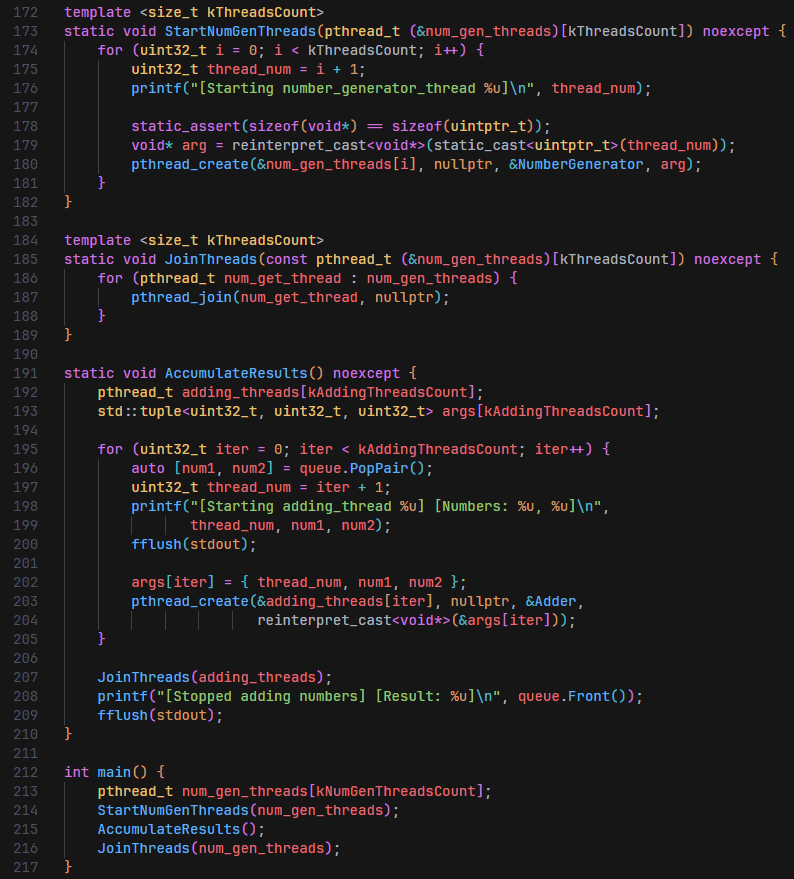 172 template <size_t kThreadsCount>
173 static void StartNumGenThreads(pthread_t (&num_gen_threads)[kThreadsCount]) noexcept {
174     for (uint32_t i = 0; i < kThreadsCount; i++) {
175         uint32_t thread_num = i + 1;
176         printf("[Starting number_generator_thread %u]\n", thread_num);
177
178         static_assert(sizeof(void*) == sizeof(uintptr_t));
179         void* arg = reinterpret_cast<void*>(static_cast<uintptr_t>(thread_num));
180         pthread_create(&num_gen_threads[i], nullptr, &NumberGenerator, arg);
181     }
182 }
183
184 template <size_t kThreadsCount>
185 static void JoinThreads(const pthread_t (&num_gen_threads)[kThreadsCount]) noexcept {
186     for (pthread_t num_get_thread : num_gen_threads) {
187         pthread_join(num_get_thread, nullptr);
188     }
189 }
190
191 static void AccumulateResults() noexcept {
192     pthread_t adding_threads[kAddingThreadsCount];
193     std::tuple<uint32_t, uint32_t, uint32_t> args[kAddingThreadsCount];
194
195     for (uint32_t iter = 0; iter < kAddingThreadsCount; iter++) {
196         auto [num1, num2] = queue.PopPair();
197         uint32_t thread_num = iter + 1;
198         printf("[Starting adding_thread %u] [Numbers: %u, %u]\n",
199                thread_num, num1, num2);
200         fflush(stdout);
201
202         args[iter] = { thread_num, num1, num2 };
203         pthread_create(&adding_threads[iter], nullptr, &Adder,
204                        reinterpret_cast<void*>(&args[iter]));
205     }
206
207     JoinThreads(adding_threads);
208     printf("[Stopped adding numbers] [Result: %u]\n", queue.Front());
209     fflush(stdout);
210 }
211
212 int main() {
213     pthread_t num_gen_threads[kNumGenThreadsCount];
214     StartNumGenThreads(num_gen_threads);
215     AccumulateResults();
216     JoinThreads(num_gen_threads);
217 }